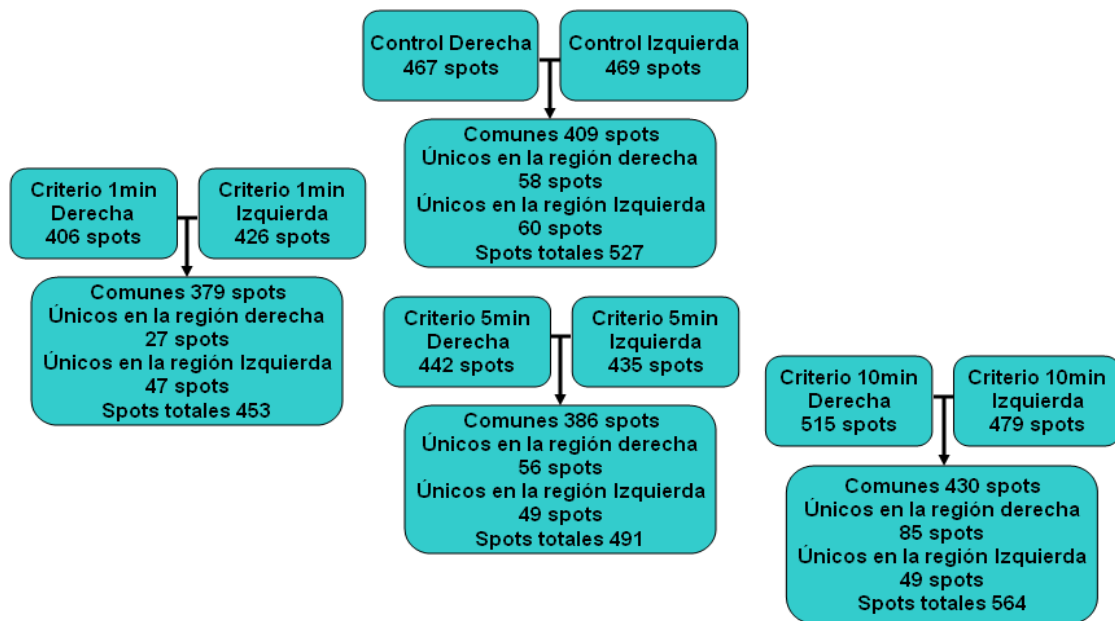 Control Derecha
467 spots
Control Izquierda
469 spots
Comunes 409 spots
Únicos en la región derecha
58 spots
Únicos en la región Izquierda
60 spots
Spots totales 527
Criterio 1min
Derecha
406 spots
Criterio 1min
Izquierda
426 spots
Comunes 379 spots
Únicos en la región derecha
27 spots
Únicos en la región Izquierda
47 spots
Spots totales 453
Criterio 5min
Derecha
442 spots
Criterio 5min
Izquierda
435 spots
Comunes 386 spots
Únicos en la región derecha
56 spots
Únicos en la región Izquierda
49 spots
Spots totales 491
Criterio 10min
Derecha
515 spots
Criterio 10min
Izquierda
479 spots
Comunes 430 spots
Únicos en la región derecha
85 spots
Únicos en la región Izquierda
49 spots
Spots totales 564